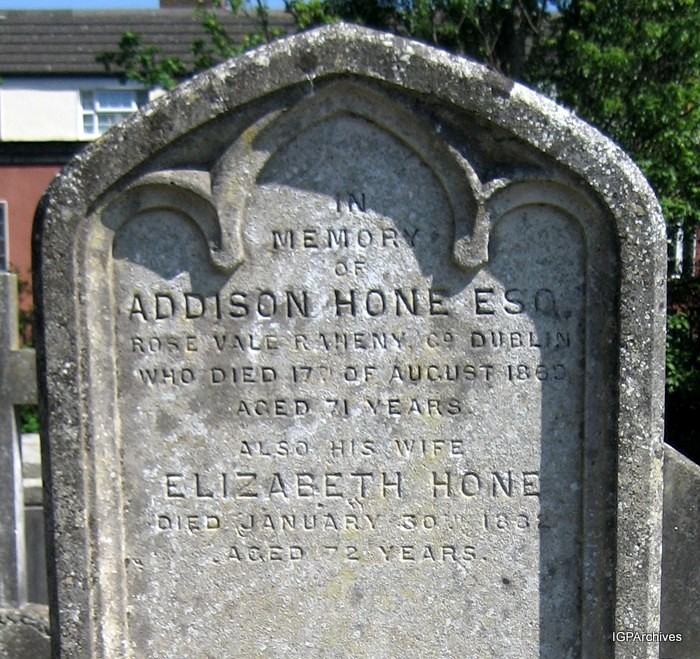 IN
MEMORY
OF
ADDISON HONE ESQ.
ROSE VALE RAHENY, CO DUBLIN
WHO DIED 17TH OF AUGUST
AGED 71 YEARS.
ALSO HIS WIFE
ELIZABETH HONE
DIED JANUARY 30TH 1882
AGED 72 YEARS.
IGPArchives